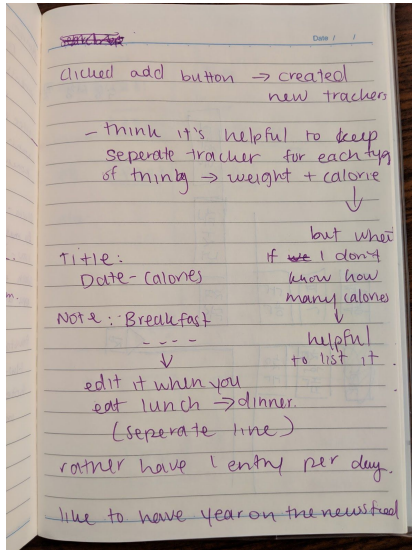 Date / /
clicked add button → created
new trackers
- think it's helpful to keep
seperate tracker for each
of → weight + calorie
↓
but what
if I don't
know how
many calories
↓
helpful
to list it
Title:
Date - Calories
Note: - Breakfast
- - - -
↓
edit it when you
eat lunch → dinner.
(seperate line)
rather have 1 entry per day.
like to have year on the newsfeed